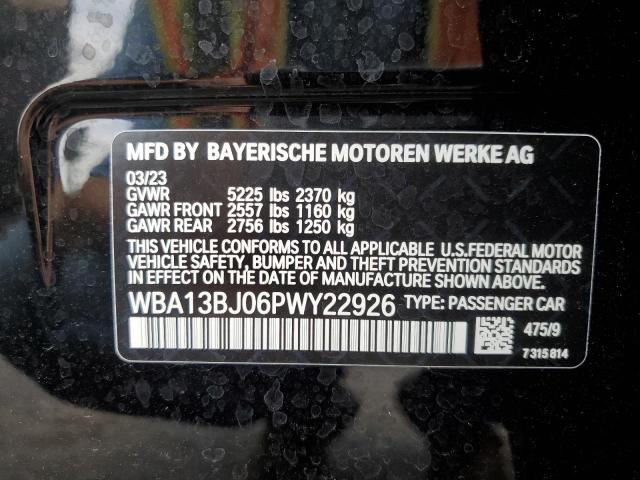 MFD BY BAYERISCHE MOTOREN WERKE AG
03/23
GVWR 5225 lbs 2370 kg
GAWR FRONT 2557 lbs 1160 kg
GAWR REAR 2756 lbs 1250 kg
THIS VEHICLE CONFORMS TO ALL APPLICABLE U.S. FEDERAL MOTOR
VEHICLE SAFETY, BUMPER AND THEFT PREVENTION STANDARDS
IN EFFECT ON THE DATE OF MANUFACTURE SHOWN ABOVE.
WBA13BJ06PWY22926 TYPE: PASSENGER CAR
475/9
7315814